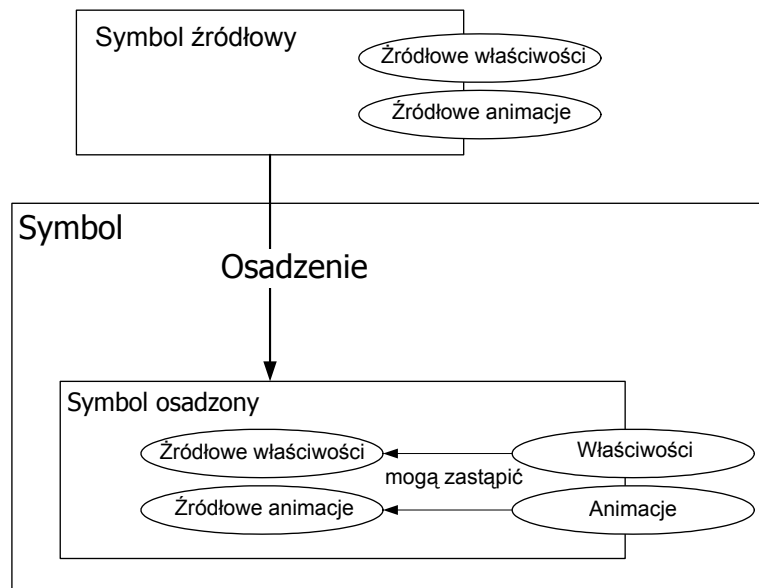 Symbol źródłowy
Źródłowe właściwości
Źródłowe animacje
Symbol
Osadzenie
Symbol osadzony
Źródłowe właściwości
Właściwości
mogą zastąpić
Źródłowe animacje
Animacje